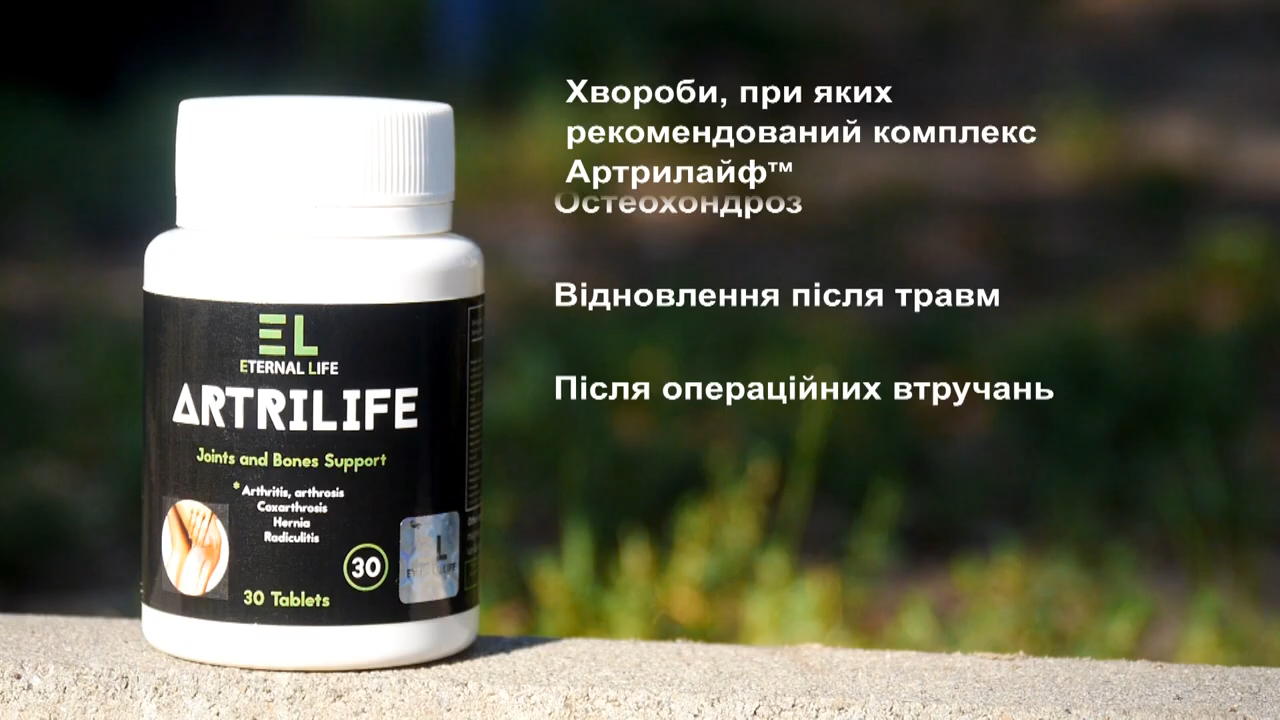 Хвороби, при яких
рекомендований комплекс
Артрилайф™
Остеохондроз
Відновлення після травм
Після операційних втручань
EL
ETERNAL LIFE
ARTRILIFE
Joints and Bones Support
*Arthritis, arthrosis
Coxarthrosis
Hernia
Radiculitis
30
30 Tablets